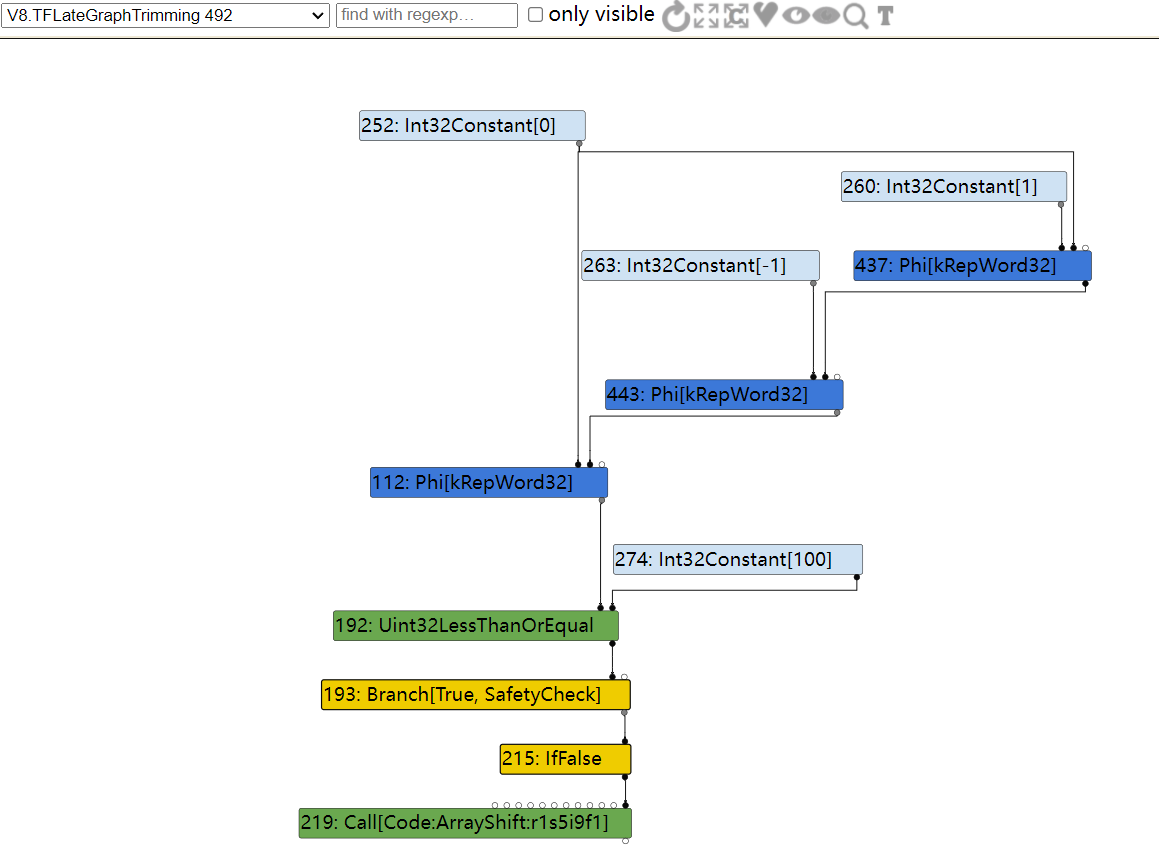 V8.TFLateGraphTrimming 492 find with regexp… only visible T
252: Int32Constant[0]
260: Int32Constant[1]
263: Int32Constant[-1] 437: Phi[kRepWord32]
443: Phi[kRepWord32]
112: Phi[kRepWord32]
274: Int32Constant[100]
192: Uint32LessThanOrEqual
193: Branch[True, SafetyCheck]
215: IfFalse
219: Call[Code:ArrayShift:r1s5i9f1]